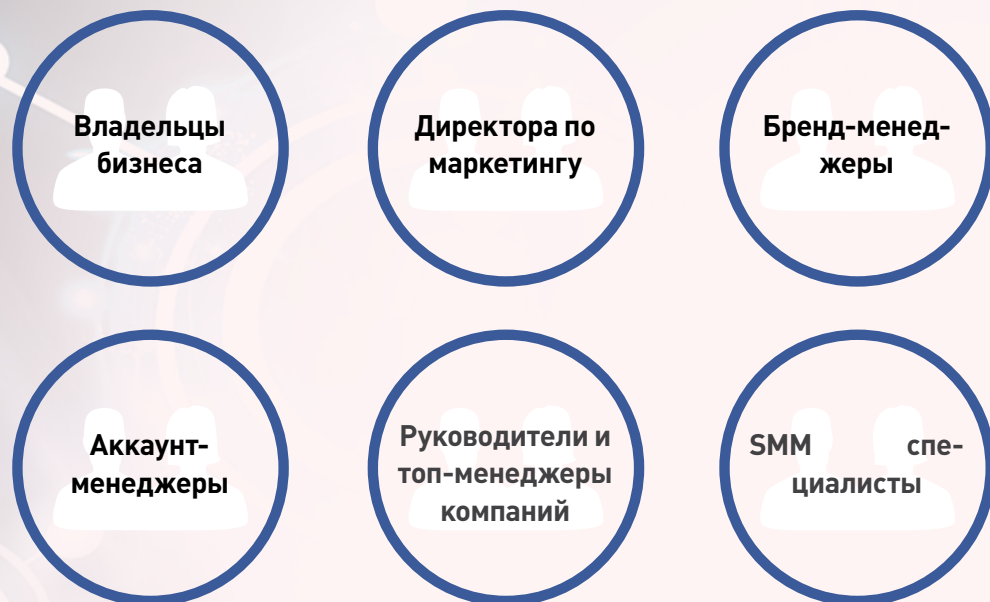 Владельцы
бизнеса
Директора по
маркетингу
Бренд-менед-
жеры
Аккаунт-
менеджеры
Руководители и
топ-менеджеры
компаний
SMM спе-
циалисты